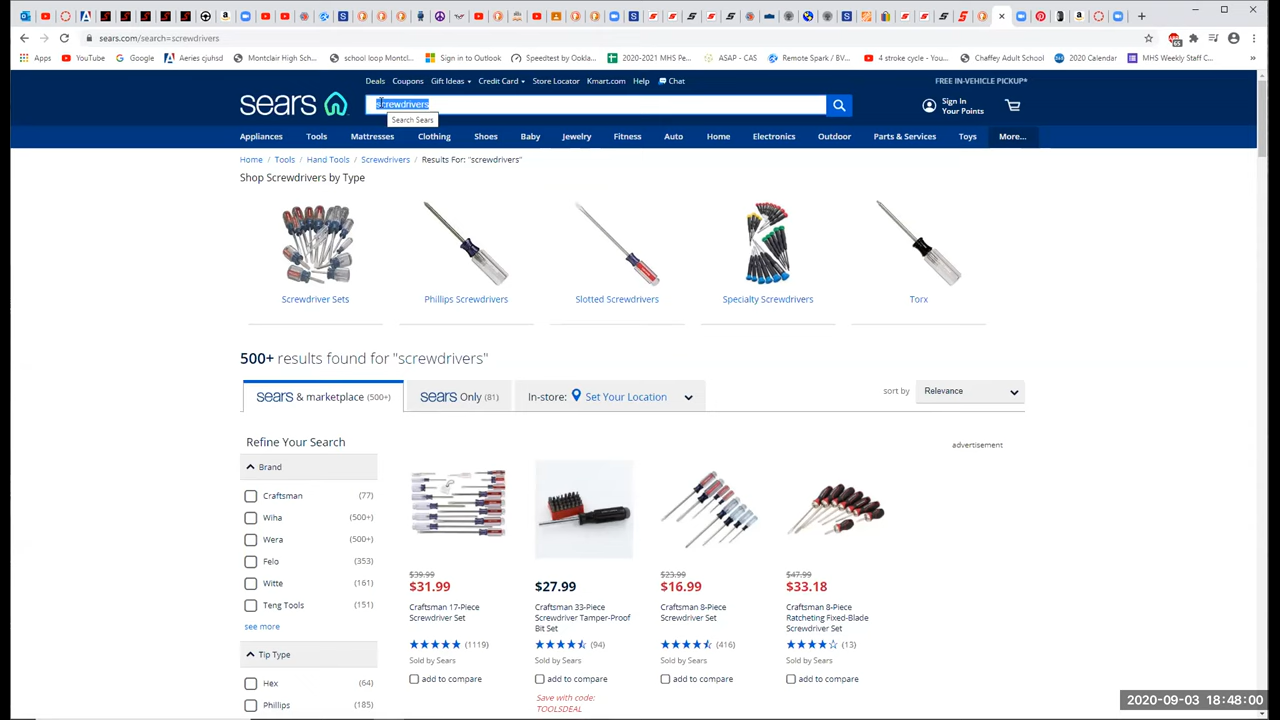 sears.com/search=screwdrivers
Apps YouTube Google Aeries cjuhsd Montclair High Scho... school loop Montcl... Sign in to Outlook Speedtest by Ookla... 2020-2021 MHS Pe... ASAP - CAS Remote Spark / BV... 4 stroke cycle - You... Chaffey Adult School 2020 Calendar MHS Weekly Staff C...
Deals Coupons Gift Ideas Credit Card Store Locator Kmart.com Help Chat FREE IN-VEHICLE PICKUP*
sears screwdrivers Sign In
Your Points
Search Sears
Appliances Tools Mattresses Clothing Shoes Baby Jewelry Fitness Auto Home Electronics Outdoor Parts & Services Toys More...
Home / Tools / Hand Tools / Screwdrivers / Results For: "screwdrivers"
Shop Screwdrivers by Type
Screwdriver Sets Phillips Screwdrivers Slotted Screwdrivers Specialty Screwdrivers Torx
500+ results found for "screwdrivers"
sears & marketplace (500+) sears Only (81) In-store: Set Your Location sort by Relevance
Refine Your Search
advertisement
Brand
Craftsman (77)
Wiha (500+)
Wera (500+)
Felo (353)
Witte (161)
Teng Tools (151)
see more
Tip Type
Hex (64)
Phillips (185)
$39.99
$31.99
Craftsman 17-Piece
Screwdriver Set
(1119)
Sold by Sears
add to compare
$27.99
Craftsman 33-Piece
Screwdriver Tamper-Proof
Bit Set
(94)
Sold by Sears
add to compare
Save with code:
TOOLSDEAL
$23.99
$16.99
Craftsman 8-Piece
Screwdriver Set
(416)
Sold by Sears
add to compare
$47.99
$33.18
Craftsman 8-Piece
Ratcheting Fixed-Blade
Screwdriver Set
(13)
Sold by Sears
add to compare
2020-09-03 18:48:00